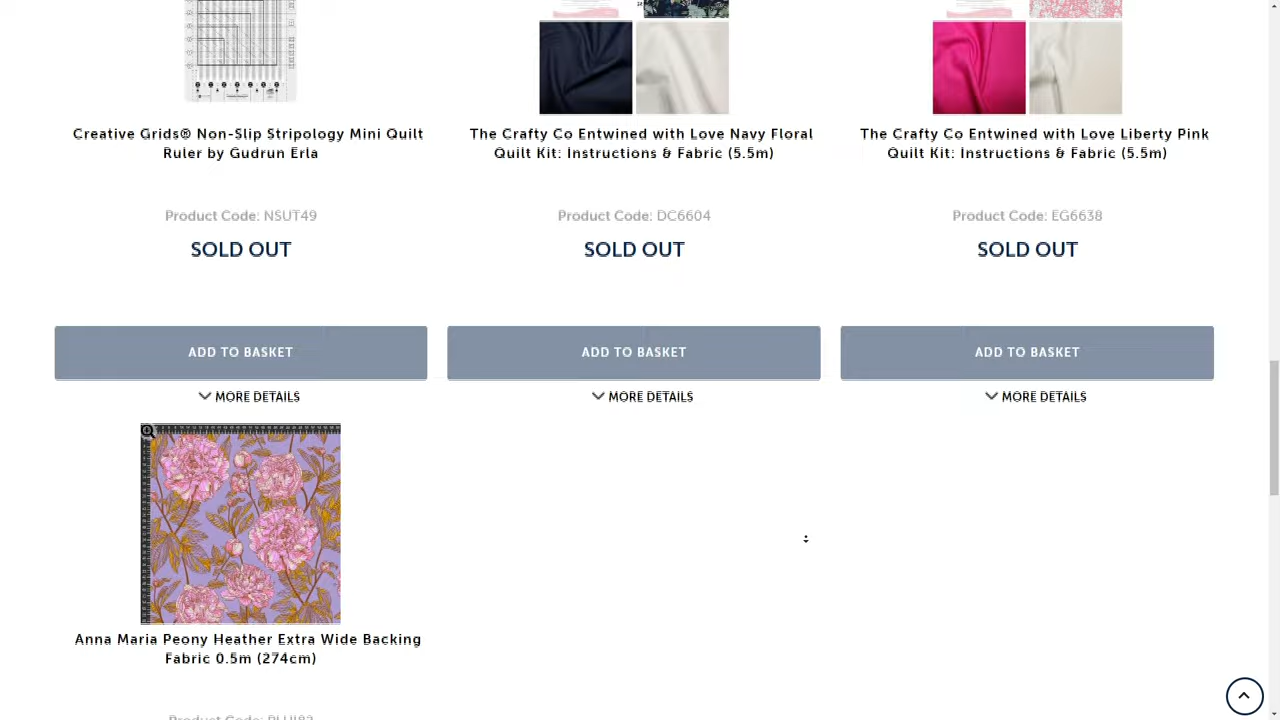 Creative Grids® Non-Slip Stripology Mini Quilt
Ruler by Gudrun Erla
Product Code: NSUT49
SOLD OUT
ADD TO BASKET
MORE DETAILS
The Crafty Co Entwined with Love Navy Floral
Quilt Kit: Instructions & Fabric (5.5m)
Product Code: DC6604
SOLD OUT
ADD TO BASKET
MORE DETAILS
The Crafty Co Entwined with Love Liberty Pink
Quilt Kit: Instructions & Fabric (5.5m)
Product Code: EG6638
SOLD OUT
ADD TO BASKET
MORE DETAILS
Anna Maria Peony Heather Extra Wide Backing
Fabric 0.5m (274cm)
Product Code: